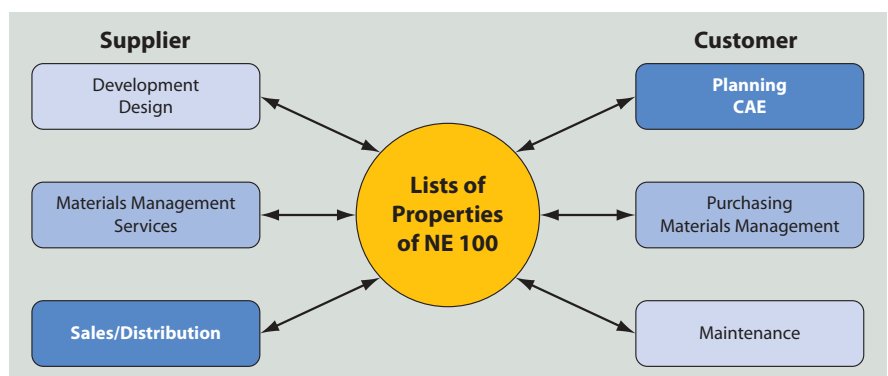 Supplier
Customer
Development
Design
Planning
CAE
Materials Management
Services
Lists of
Properties
of NE 100
Purchasing
Materials Management
Sales/Distribution
Maintenance